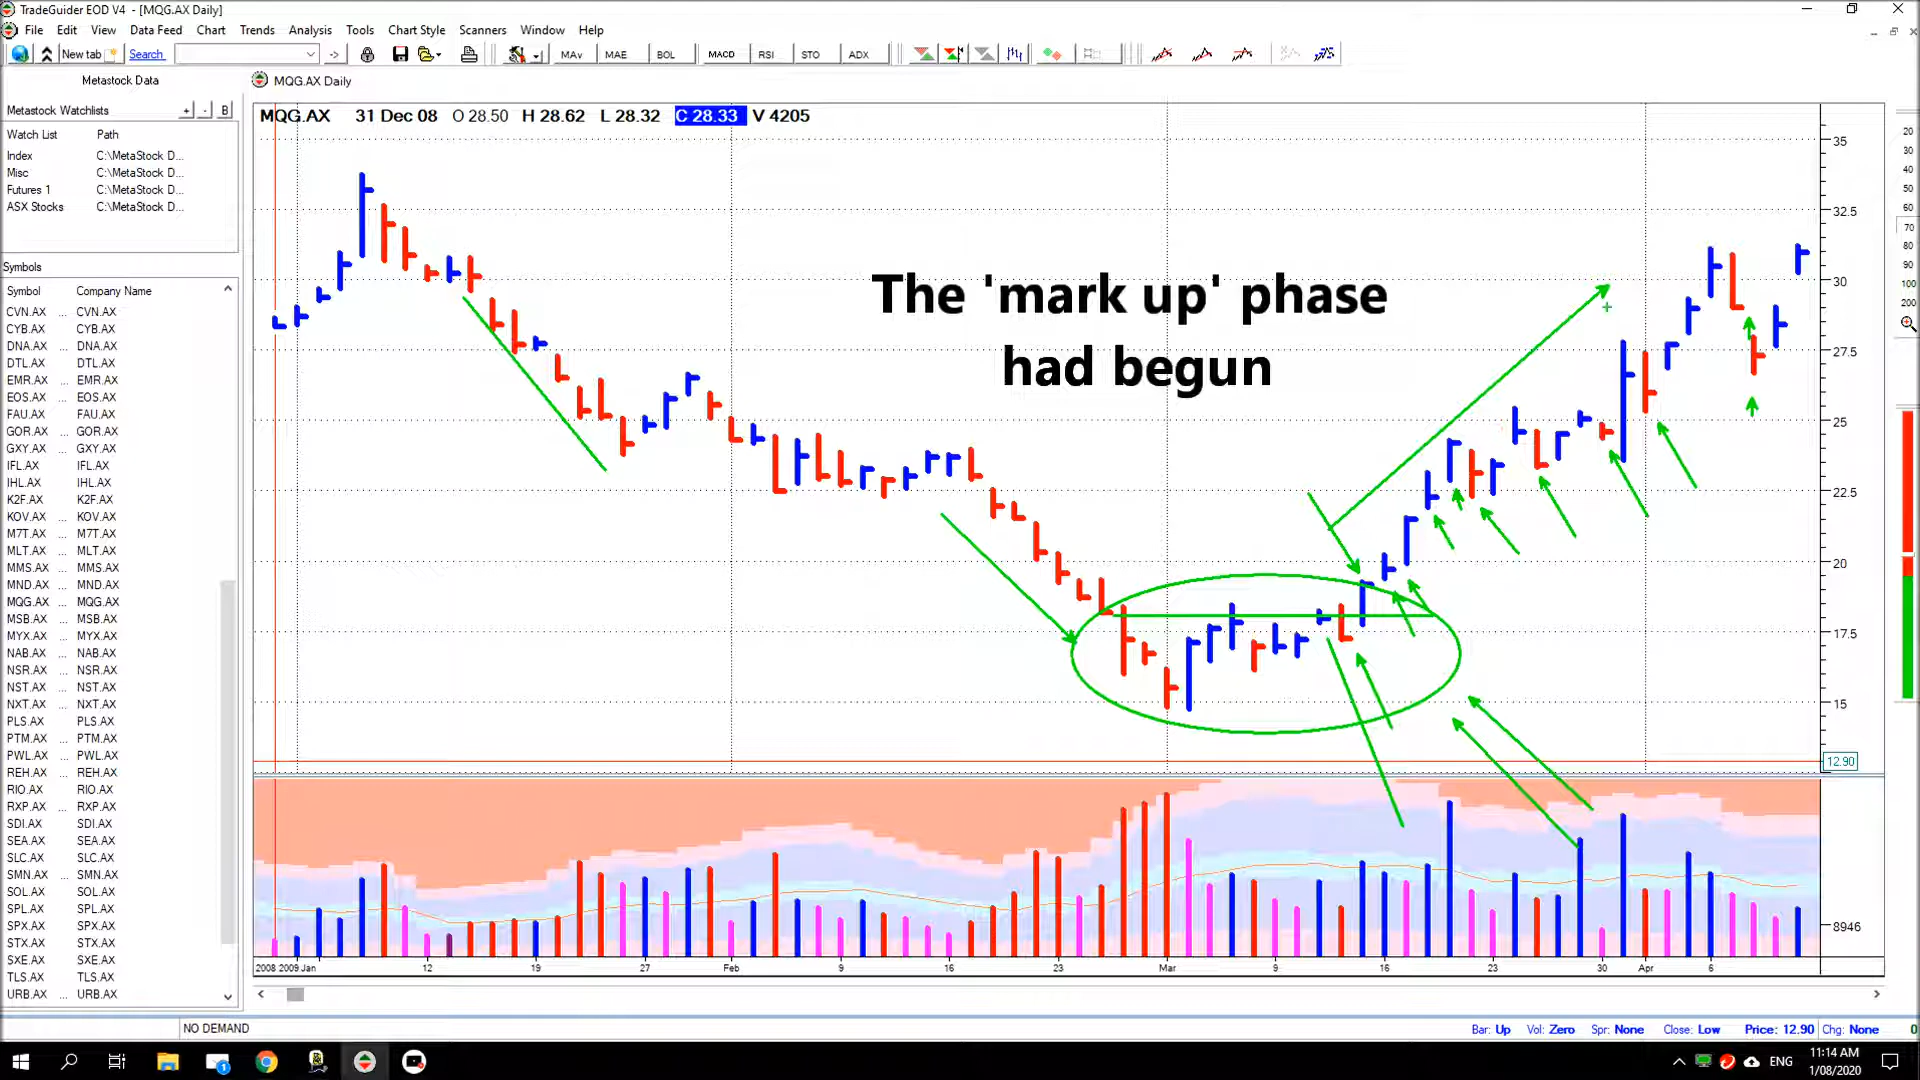 TradeGuider EOD V4 - [MQG.AX Daily]
File Edit View Data Feed Chart Trends Analysis Tools Chart Style Scanners Window Help
New tab Search -> MAv MAE BOL MACD RSI STO ADX
Metastock Data
MQG.AX Daily
Metastock Watchlists + - B
Watch List Path
Index C:\MetaStock D...
Misc C:\MetaStock D...
Futures 1 C:\MetaStock D...
ASX Stocks C:\MetaStock D...
Symbols
Symbol Company Name
CVN.AX ... CVN.AX
CYB.AX ... CYB.AX
DNA.AX ... DNA.AX
DTL.AX ... DTL.AX
EMR.AX ... EMR.AX
EOS.AX ... EOS.AX
FAU.AX ... FAU.AX
GOR.AX ... GOR.AX
GXY.AX ... GXY.AX
IFL.AX IFL.AX
IHL.AX IHL.AX
K2F.AX ... K2F.AX
KOV.AX ... KOV.AX
M7T.AX ... M7T.AX
MLT.AX ... MLT.AX
MMS.AX ... MMS.AX
MND.AX ... MND.AX
MQG.AX ... MQG.AX
MSB.AX ... MSB.AX
MYX.AX ... MYX.AX
NAB.AX ... NAB.AX
NSR.AX ... NSR.AX
NST.AX ... NST.AX
NXT.AX ... NXT.AX
PLS.AX ... PLS.AX
PTM.AX ... PTM.AX
PWL.AX ... PWL.AX
REH.AX ... REH.AX
RIO.AX RIO.AX
RXP.AX ... RXP.AX
SDI.AX SDI.AX
SEA.AX ... SEA.AX
SLC.AX ... SLC.AX
SMN.AX ... SMN.AX
SOL.AX ... SOL.AX
SPL.AX ... SPL.AX
SPX.AX ... SPX.AX
STX.AX ... STX.AX
SXE.AX ... SXE.AX
TLS.AX ... TLS.AX
URB.AX ... URB.AX
MQG.AX 31 Dec 08 O 28.50 H 28.62 L 28.32 C 28.33 V 4205
The 'mark up' phase
had begun
35
32.5
30
27.5
25
22.5
20
17.5
15
12.90
8946
2008 2009 Jan 12 19 27 Feb 9 16 23 Mar 9 16 23 30 Apr 6
20
30
40
50
60
70
80
90
100
200
NO DEMAND
Bar: Up Vol: Zero Spr: None Close: Low Price: 12.90 Chg: None 0
1
ENG
11:14 AM
1/08/2020